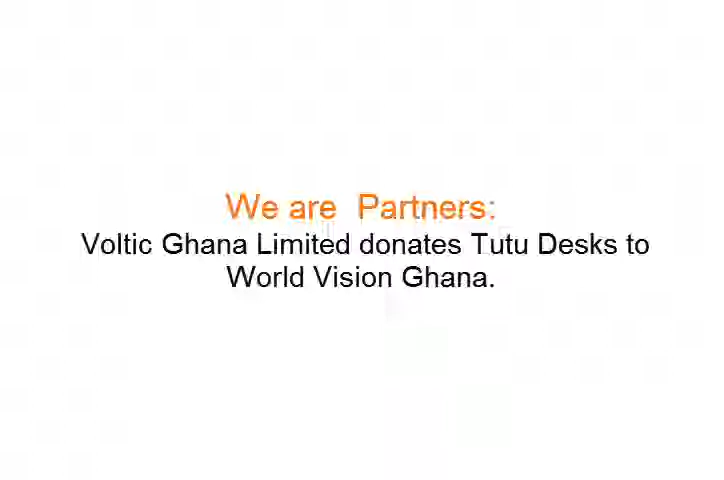 We are  Partners:
Voltic Ghana Limited donates Tutu Desks to
World Vision Ghana.